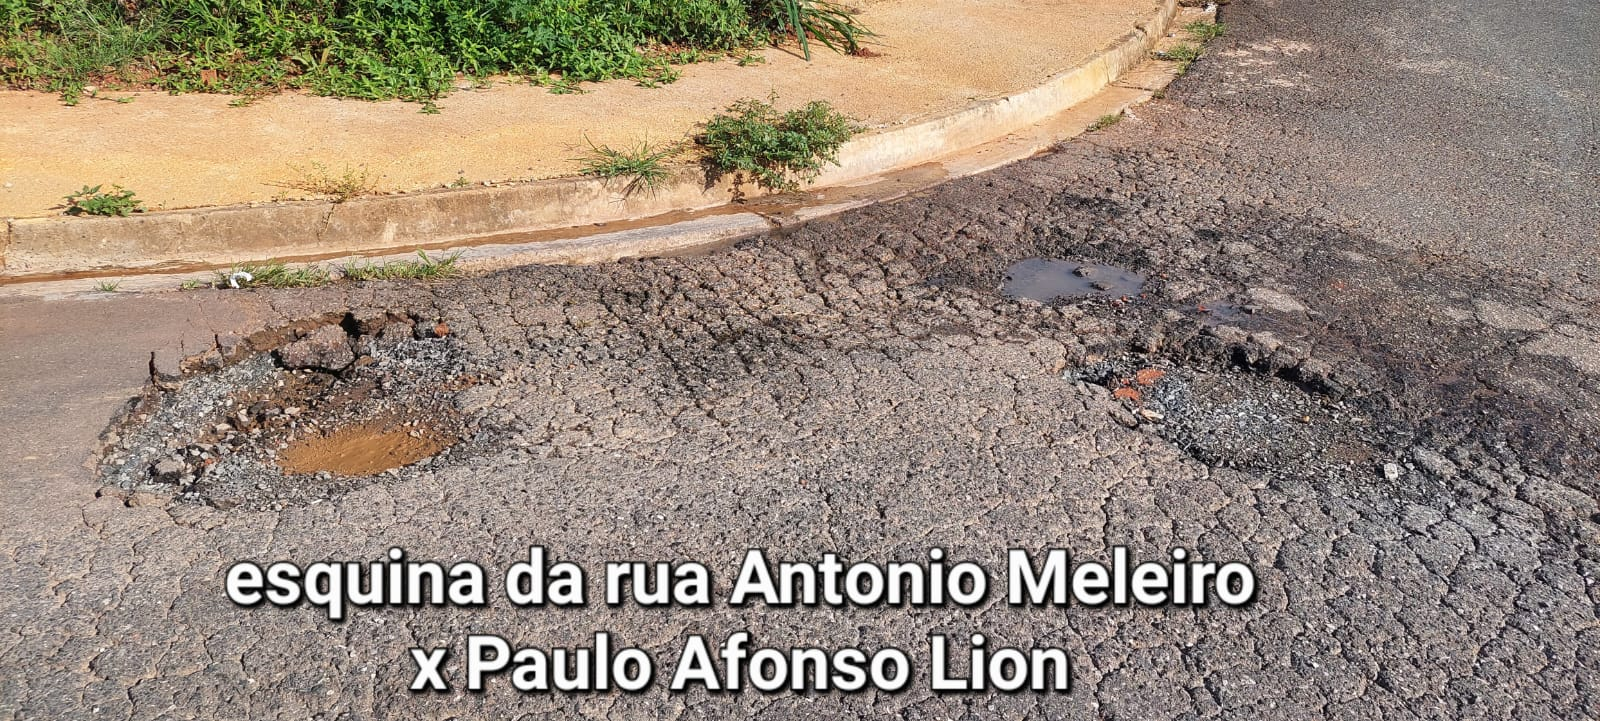 esquina da rua Antonio Meleiro
x Paulo Afonso Lion